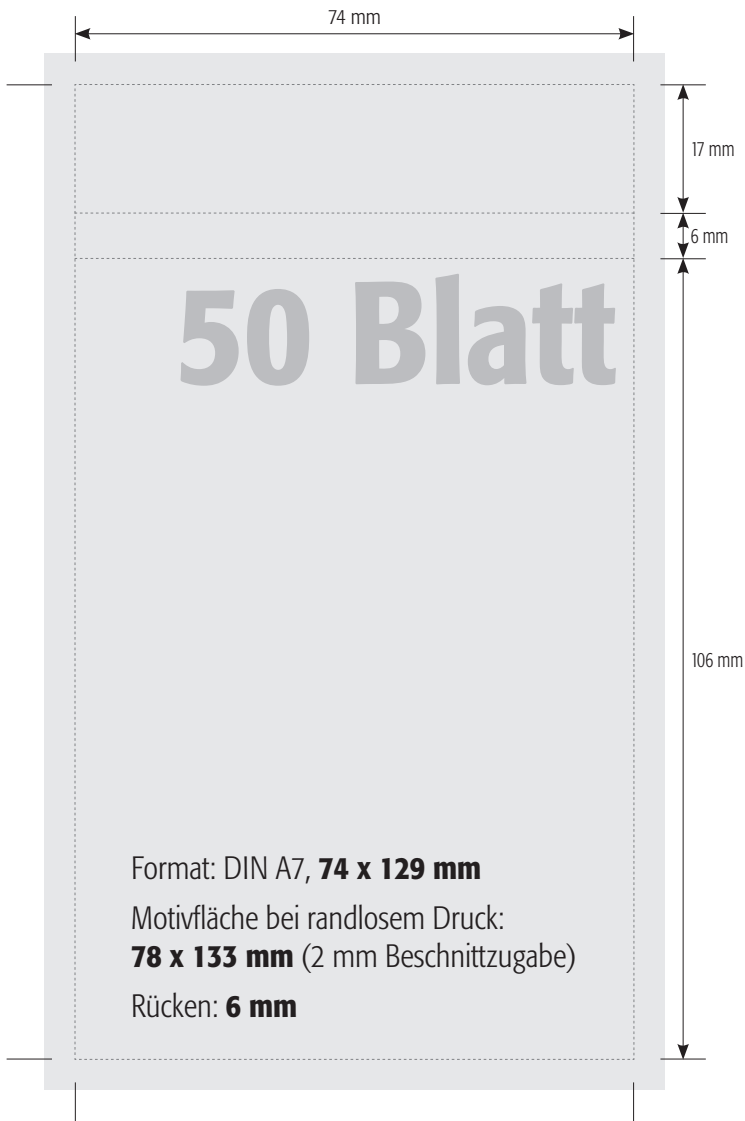 74 mm
17 mm
6 mm
50 Blatt
106 mm
Format: DIN A7, 74 x 129 mm
Motivfläche bei randlosem Druck:
78 x 133 mm (2 mm Beschnittzugabe)
Rücken: 6 mm